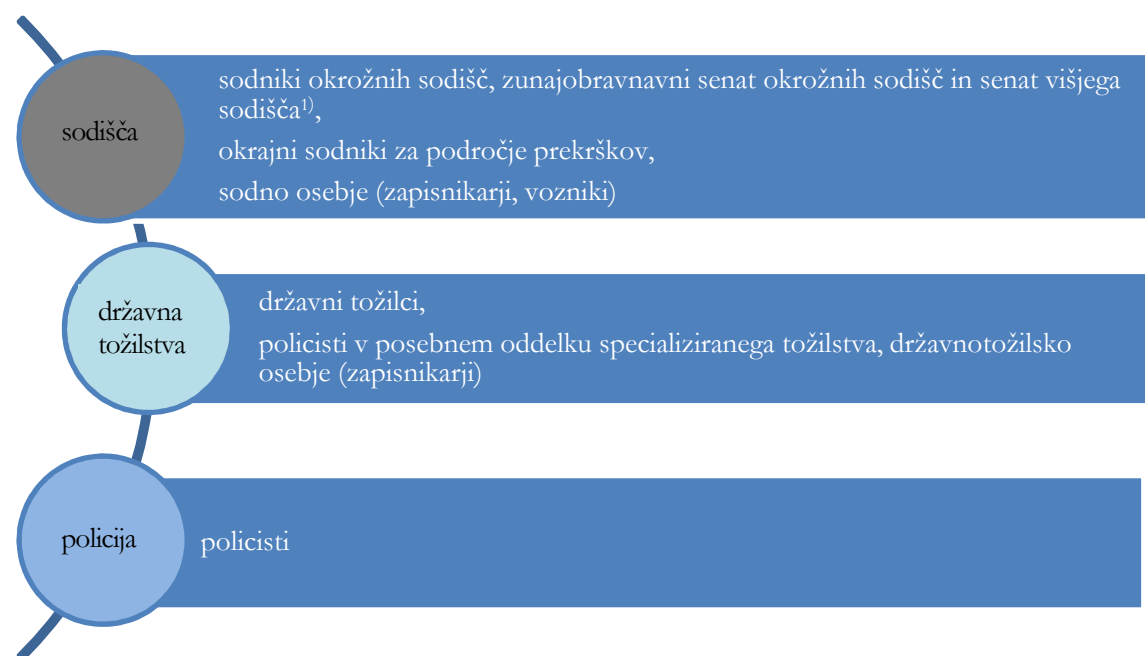 sodišča
sodniki okrožnih sodišč, zunajobravnavni senat okrožnih sodišč in senat višjega
sodišča¹⁾,
okrajni sodniki za področje prekrškov,
sodno osebje (zapisnikarji, vozniki)
državna
tožilstva
državni tožilci,
policisti v posebnem oddelku specializiranega tožilstva, državnotožilsko
osebje (zapisnikarji)
policija
policisti